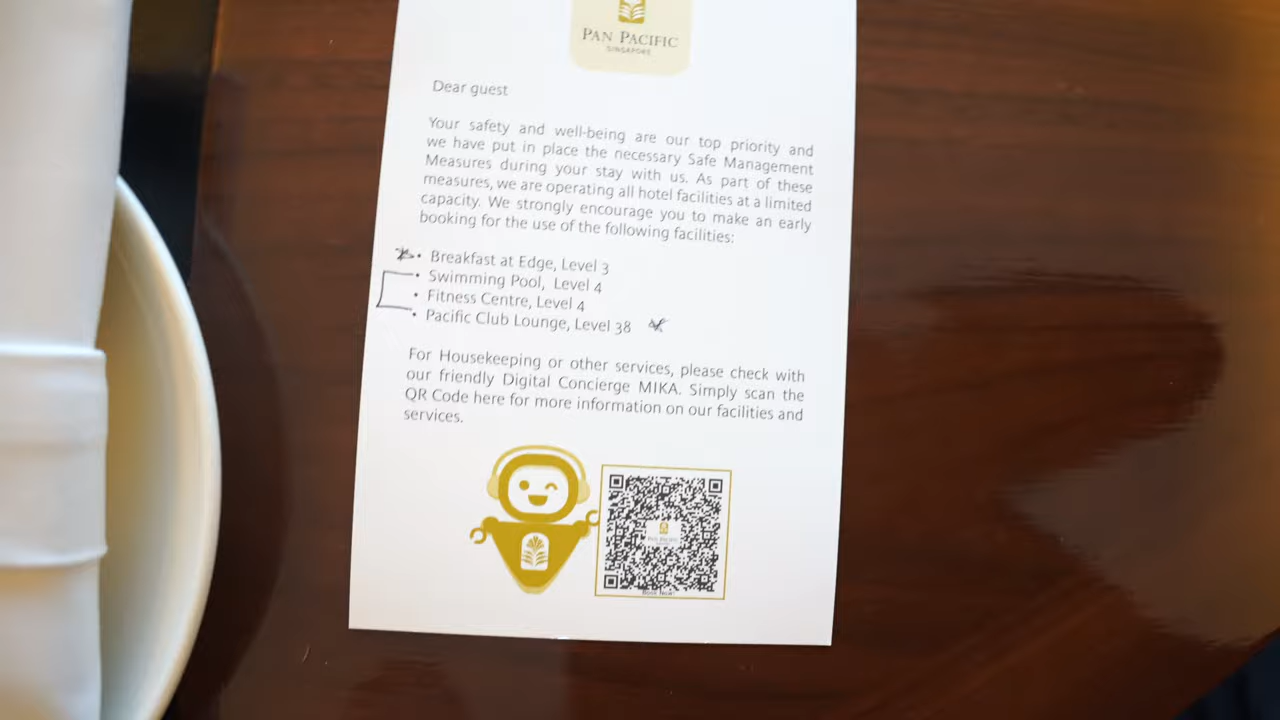 PAN PACIFIC
SINGAPORE
Dear guest
Your safety and well-being are our top priority and
we have put in place the necessary Safe Management
Measures during your stay with us. As part of these
measures, we are operating all hotel facilities at a limited
capacity. We strongly encourage you to make an early
booking for the use of the following facilities:
• Breakfast at Edge, Level 3
• Swimming Pool, Level 4
• Fitness Centre, Level 4
• Pacific Club Lounge, Level 38
For Housekeeping or other services, please check with
our friendly Digital Concierge MIKA. Simply scan the
QR Code here for more information on our facilities and
services.
PAN PACIFIC
Book Now!